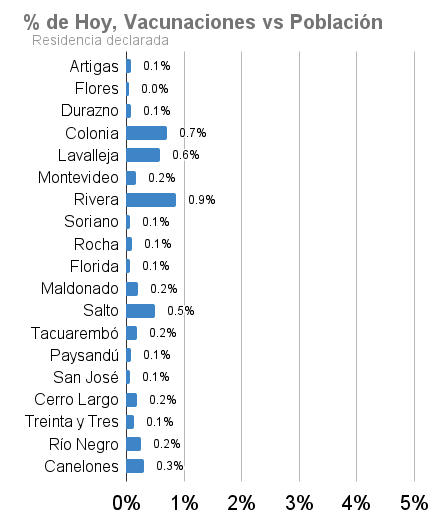 % de Hoy, Vacunaciones vs Población
Residencia declarada
Artigas 0.1%
Flores 0.0%
Durazno 0.1%
Colonia 0.7%
Lavalleja 0.6%
Montevideo 0.2%
Rivera 0.9%
Soriano 0.1%
Rocha 0.1%
Florida 0.1%
Maldonado 0.2%
Salto 0.5%
Tacuarembó 0.2%
Paysandú 0.1%
San José 0.1%
Cerro Largo 0.2%
Treinta y Tres 0.1%
Río Negro 0.2%
Canelones 0.3%
0% 1% 2% 3% 4% 5%